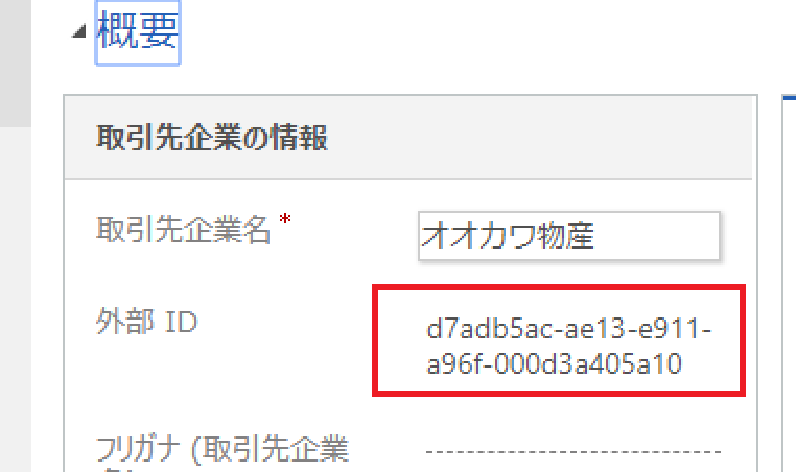 概要
取引先企業の情報
取引先企業名 *
オオカワ物産
外部 ID
d7adb5ac-ae13-e911-
a96f-000d3a405a10
フリガナ (取引先企業